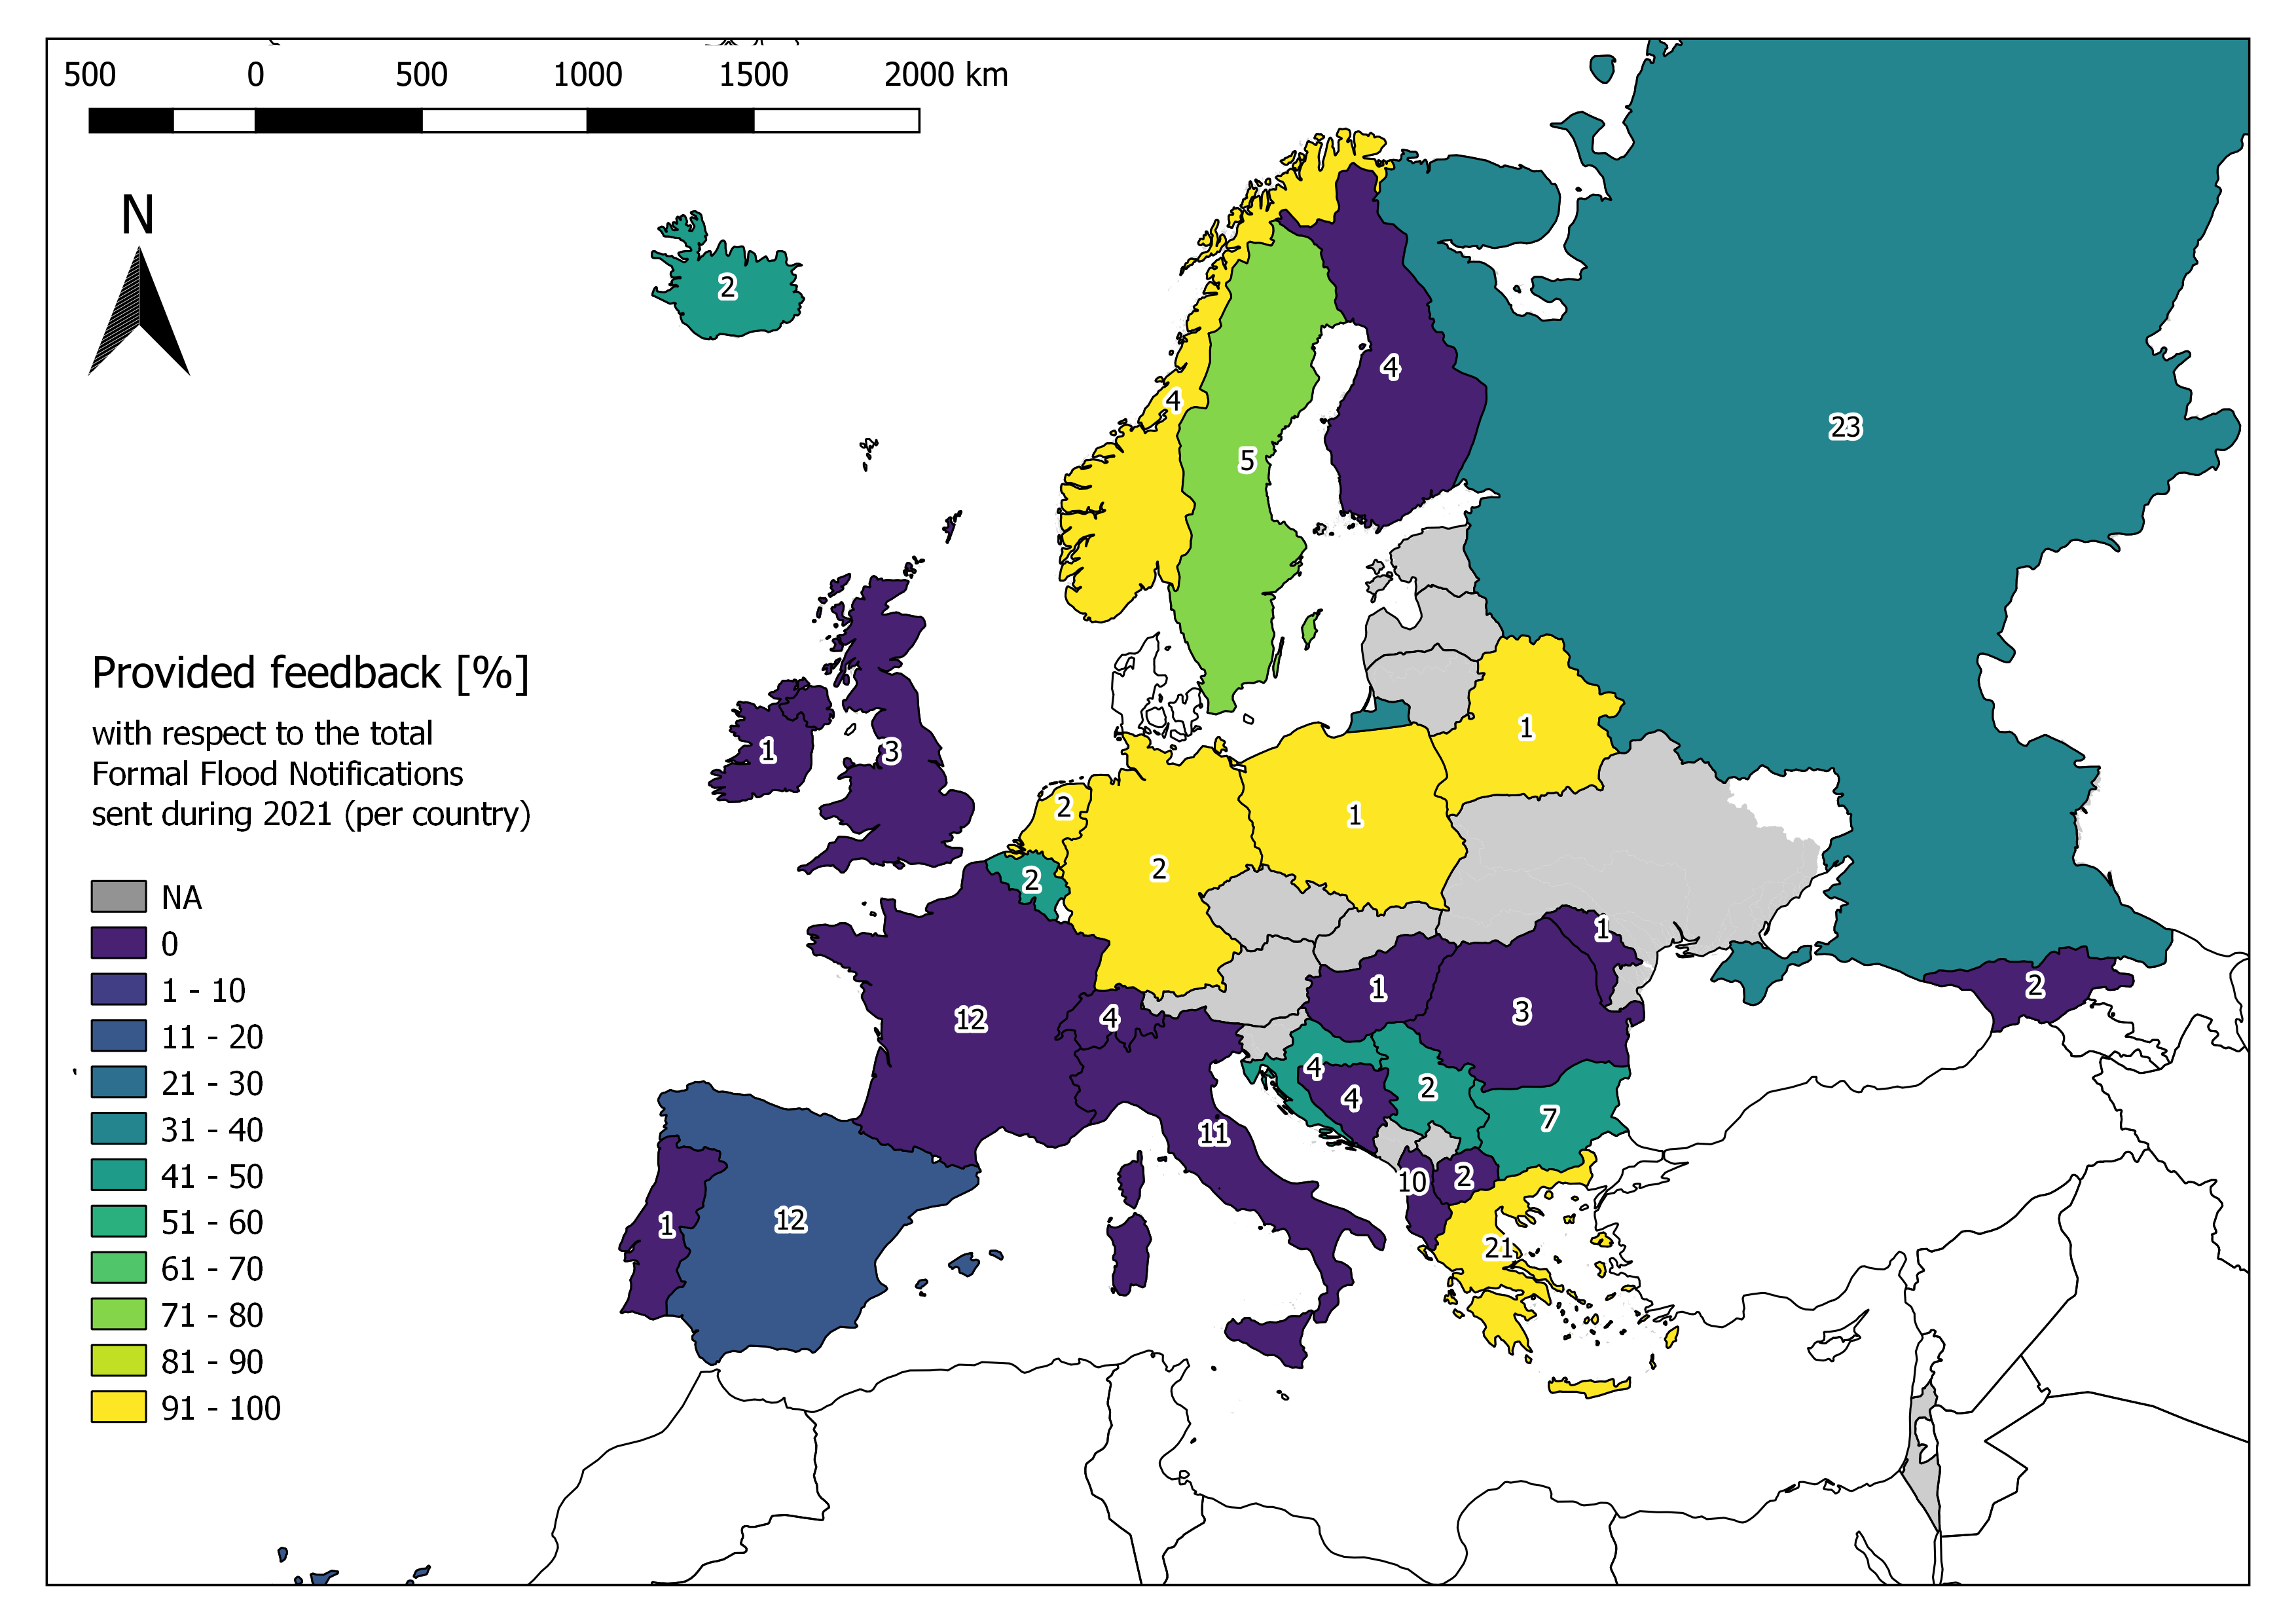 500 0 500 1000 1500 2000 km
N
2
4
4
23
5
1
3
1
2
1
2
2
2
1
12
4
1
3
2
4
4
2
7
11
10
2
1
12
21
Provided feedback [%]
with respect to the total
Formal Flood Notifications
sent during 2021 (per country)
NA
0
1 - 10
11 - 20
21 - 30
31 - 40
41 - 50
51 - 60
61 - 70
71 - 80
81 - 90
91 - 100